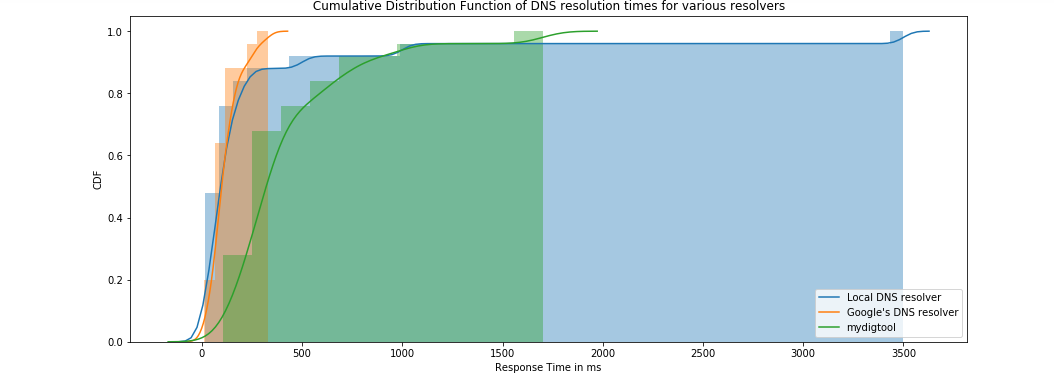 Cumulative Distribution Function of DNS resolution times for various resolvers
1.0
0.8
0.6
0.4
0.2
0.0
CDF
0
500
1000
1500
2000
2500
3000
3500
Response Time in ms
Local DNS resolver
Google's DNS resolver
mydigtool